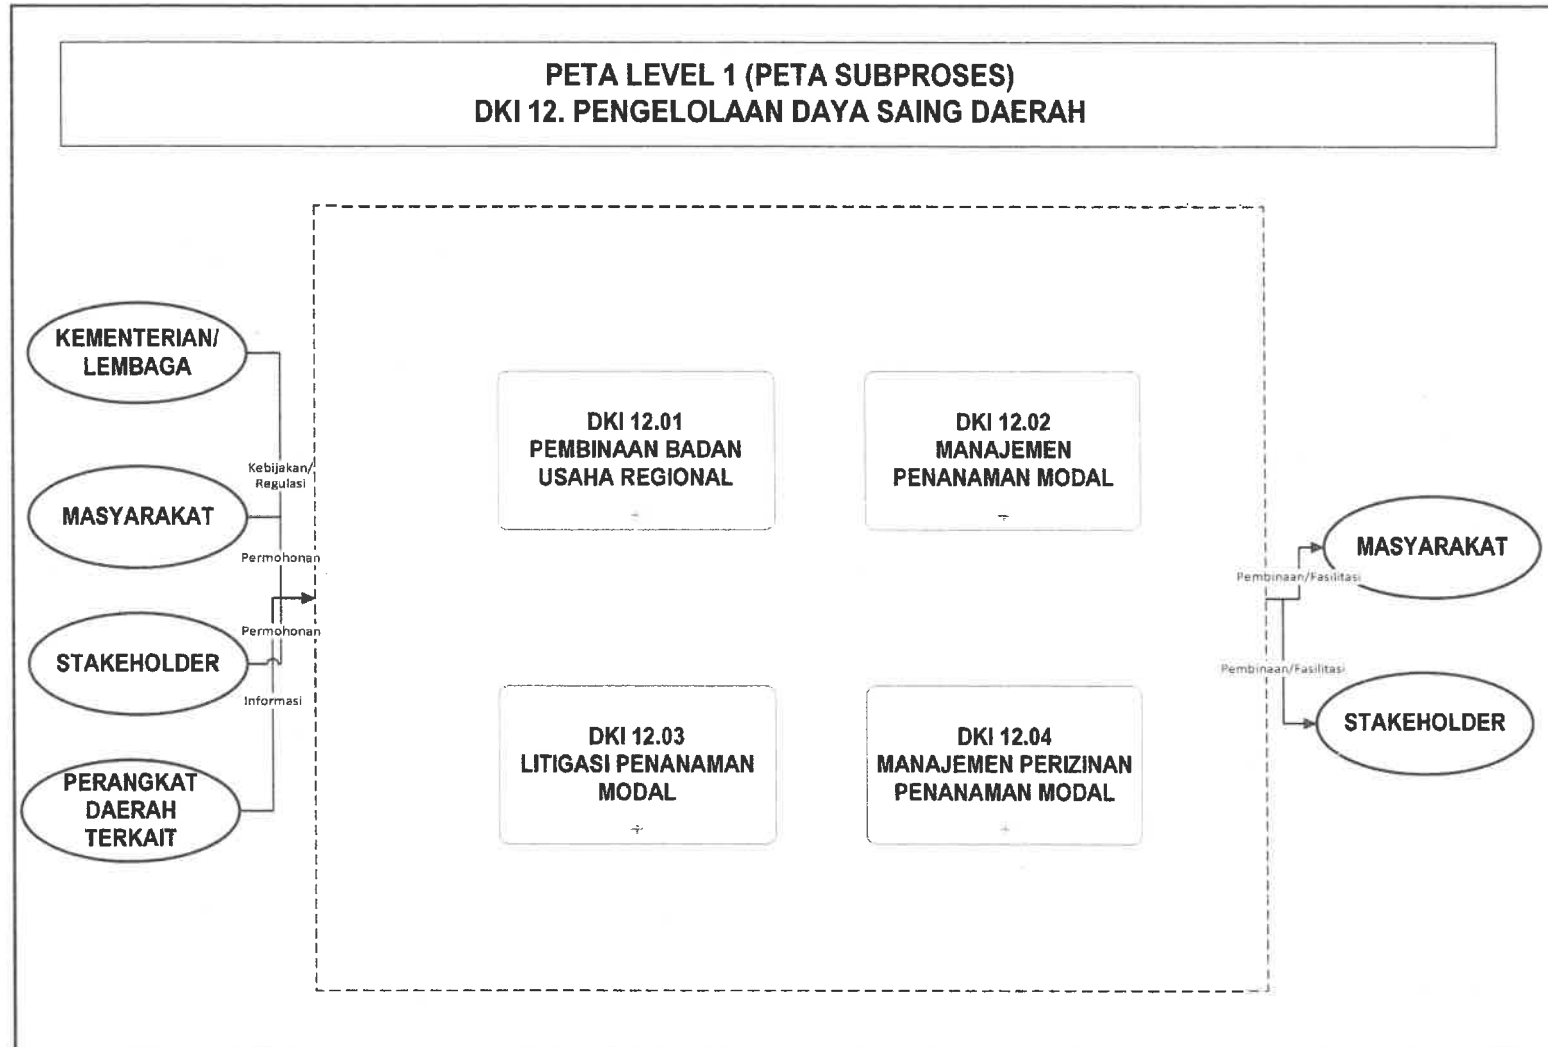 PETA LEVEL 1 (PETA SUBPROSES)
DKI 12. PENGELOLAAN DAYA SAING DAERAH
KEMENTERIAN/
LEMBAGA
Kebijakan/
Regulasi
MASYARAKAT
Permohonan
Permohonan
STAKEHOLDER
Informasi
PERANGKAT
DAERAH
TERKAIT
DKI 12.01
PEMBINAAN BADAN
USAHA REGIONAL
DKI 12.02
MANAJEMEN
PENANAMAN MODAL
DKI 12.03
LITIGASI PENANAMAN
MODAL
DKI 12.04
MANAJEMEN PERIZINAN
PENANAMAN MODAL
MASYARAKAT
Pembinaan/Fasilitasi
Pembinaan/Fasilitasi
STAKEHOLDER